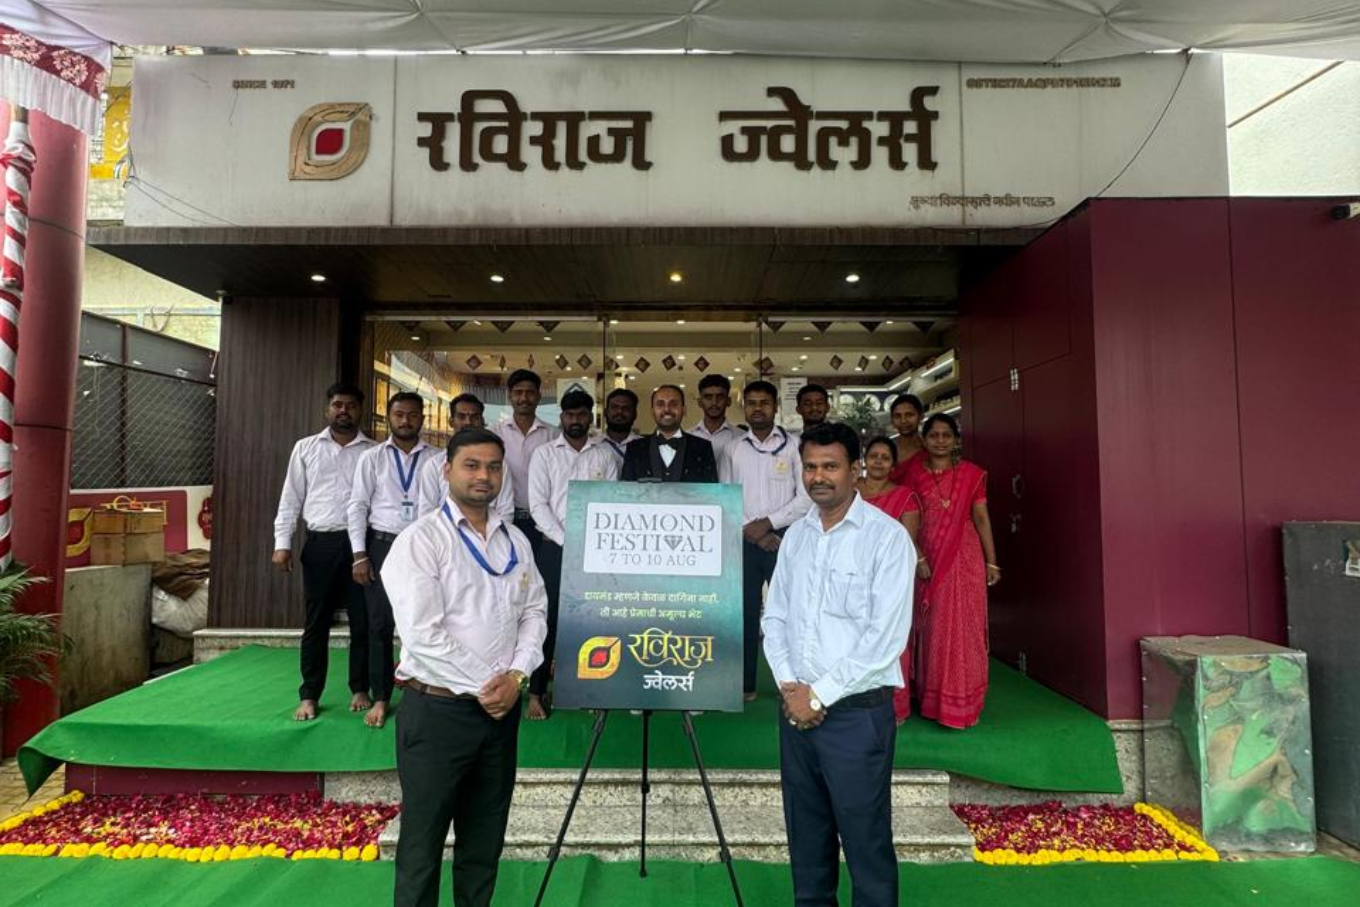 SINCE 1971
रविराज ज्वेलर्स
DIAMOND
FESTIVAL
7 TO 10 AUG
डायमंड म्हणजे केवळ दागिना नाही,
तो आहे प्रेमाची अमूल्य भेट
रविराज
ज्वेलर्स